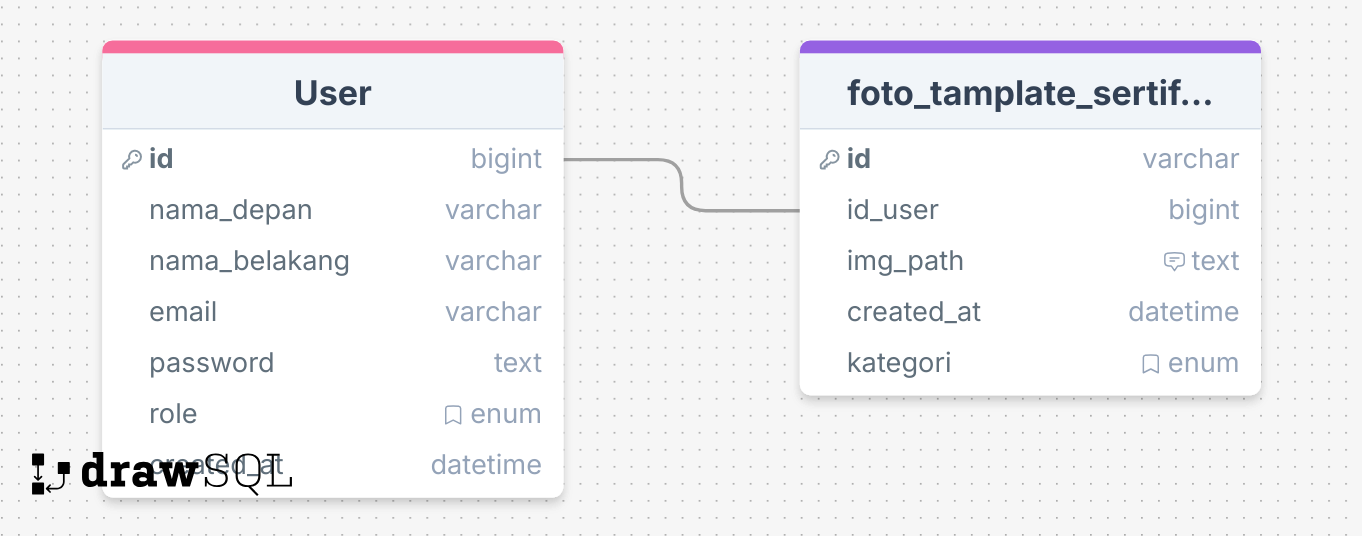 User
id bigint
nama_depan varchar
nama_belakang varchar
email varchar
password text
role enum
created_at datetime
drawSQL
foto_tamplate_sertif...
id varchar
id_user bigint
img_path text
created_at datetime
kategori enum